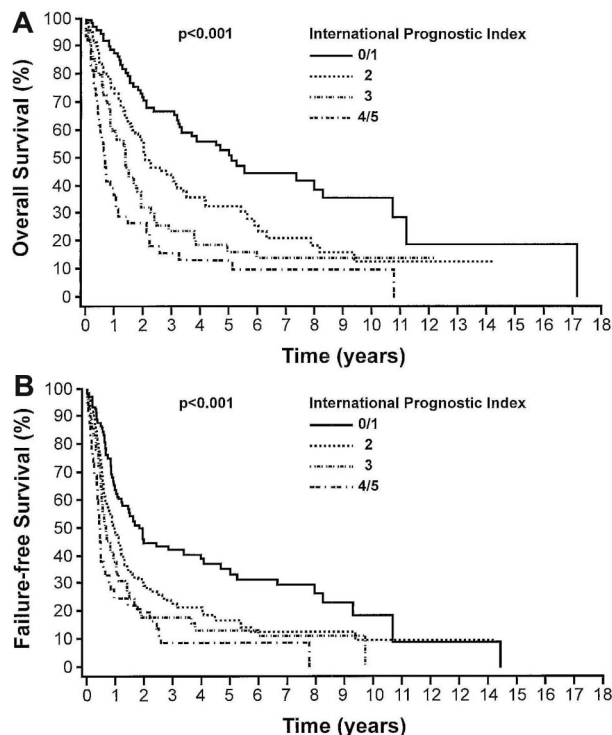 A
p<0.001
International Prognostic Index
0/1
2
3
4/5
Overall Survival (%)
100
90
80
70
60
50
40
30
20
10
0
0 1 2 3 4 5 6 7 8 9 10 11 12 13 14 15 16 17 18
Time (years)
B
p<0.001
International Prognostic Index
0/1
2
3
4/5
Failure-free Survival (%)
100
90
80
70
60
50
40
30
20
10
0
0 1 2 3 4 5 6 7 8 9 10 11 12 13 14 15 16 17 18
Time (years)